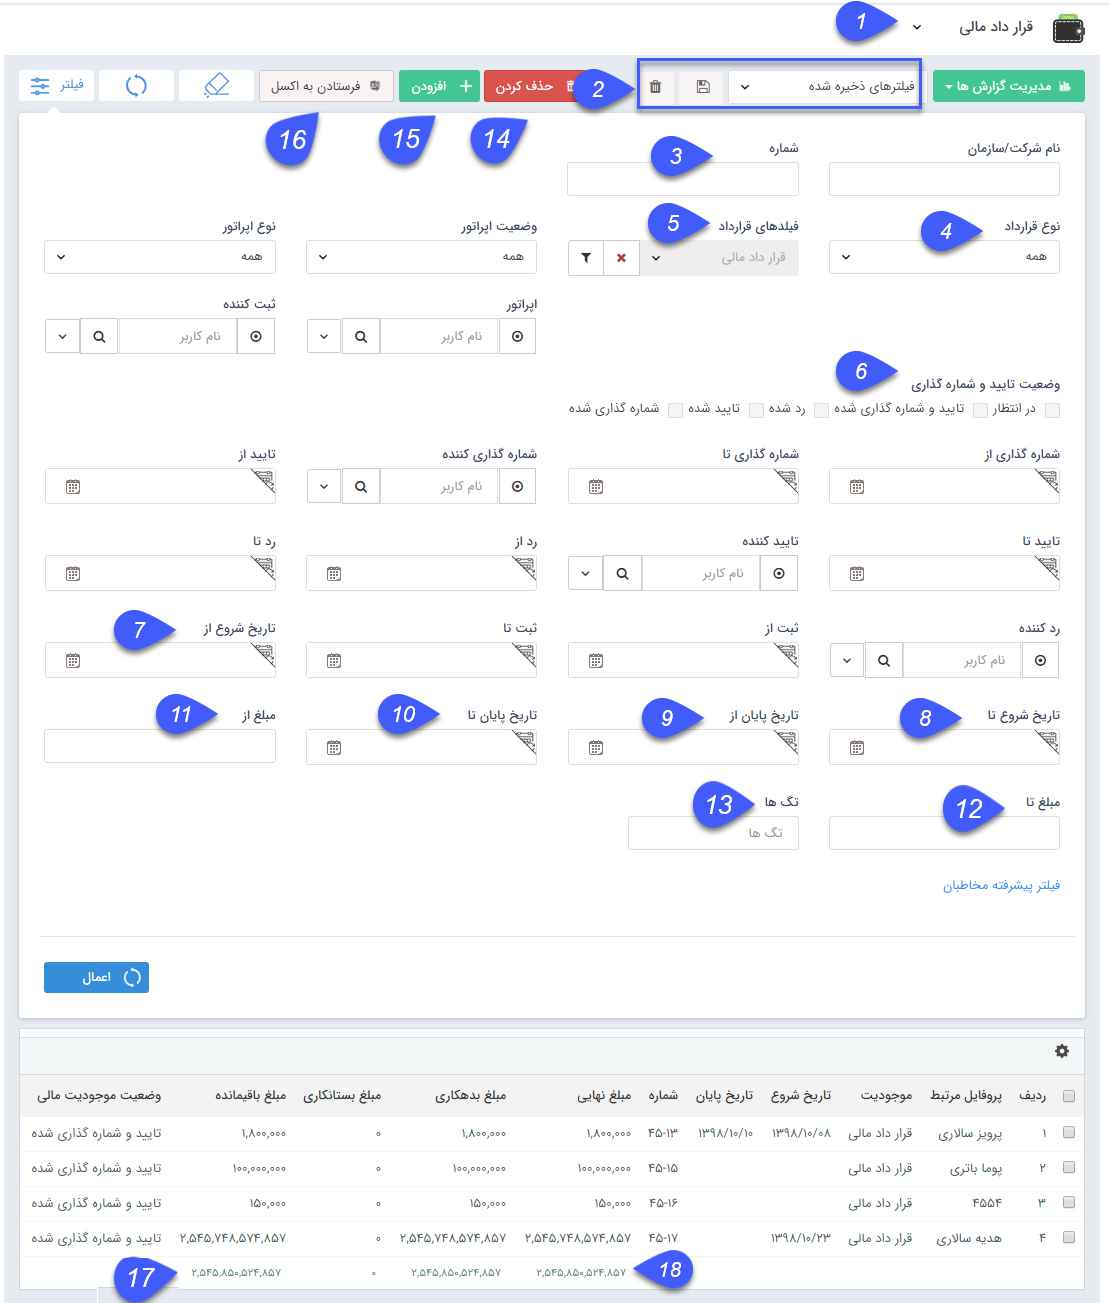 قرار داد مالی 1
مدیریت گزارش ها فیلترهای ذخیره شده 2 حذف کردن افزودن فرستادن به اکسل فیلتر
14 15 16
نام شرکت/سازمان شماره 3
نوع قرارداد 4 فیلدهای قرارداد 5 وضعیت اپراتور نوع اپراتور
همه قرار داد مالی همه همه
اپراتور ثبت کننده
نام کاربر نام کاربر
وضعیت تایید و شماره گذاری 6
در انتظار تایید و شماره گذاری شده رد شده تایید شده شماره گذاری شده
شماره گذاری از شماره گذاری تا شماره گذاری کننده تایید از
نام کاربر
تایید تا تایید کننده رد از رد تا
نام کاربر
رد کننده ثبت از ثبت تا تاریخ شروع از 7
نام کاربر
تاریخ شروع تا 8 تاریخ پایان از 9 تاریخ پایان تا 10 مبلغ از 11
مبلغ تا 12 تگ ها 13
تگ ها
فیلتر پیشرفته مخاطبان
اعمال
ردیف پروفایل مرتبط موجودیت تاریخ شروع تاریخ پایان شماره مبلغ نهایی مبلغ بدهکاری مبلغ بستانکاری مبلغ باقیمانده وضعیت موجودیت مالی
۱ پرویز سالاری قرار داد مالی ۱۳۹۸/۱۰/۰۸ ۱۳۹۸/۱۰/۱۰ ۴۵-۱۳ ۱,۸۰۰,۰۰۰ ۱,۸۰۰,۰۰۰ ۰ ۱,۸۰۰,۰۰۰ تایید و شماره گذاری شده
۲ پوما باتری قرار داد مالی ۴۵-۱۵ ۱۰۰,۰۰۰,۰۰۰ ۱۰۰,۰۰۰,۰۰۰ ۰ ۱۰۰,۰۰۰,۰۰۰ تایید و شماره گذاری شده
۳ ۴۵۵۴ قرار داد مالی ۴۵-۱۶ ۱۵۰,۰۰۰ ۱۵۰,۰۰۰ ۰ ۱۵۰,۰۰۰ تایید و شماره گذاری شده
۴ هدیه سالاری قرار داد مالی ۱۳۹۸/۱۰/۲۳ ۴۵-۱۷ ۲,۵۴۵,۷۴۸,۵۷۴,۸۵۷ ۲,۵۴۵,۷۴۸,۵۷۴,۸۵۷ ۰ ۲,۵۴۵,۷۴۸,۵۷۴,۸۵۷ تایید و شماره گذاری شده
18 ۲,۵۴۵,۸۵۰,۵۲۴,۸۵۷ ۲,۵۴۵,۸۵۰,۵۲۴,۸۵۷ ۰ ۲,۵۴۵,۸۵۰,۵۲۴,۸۵۷ 17